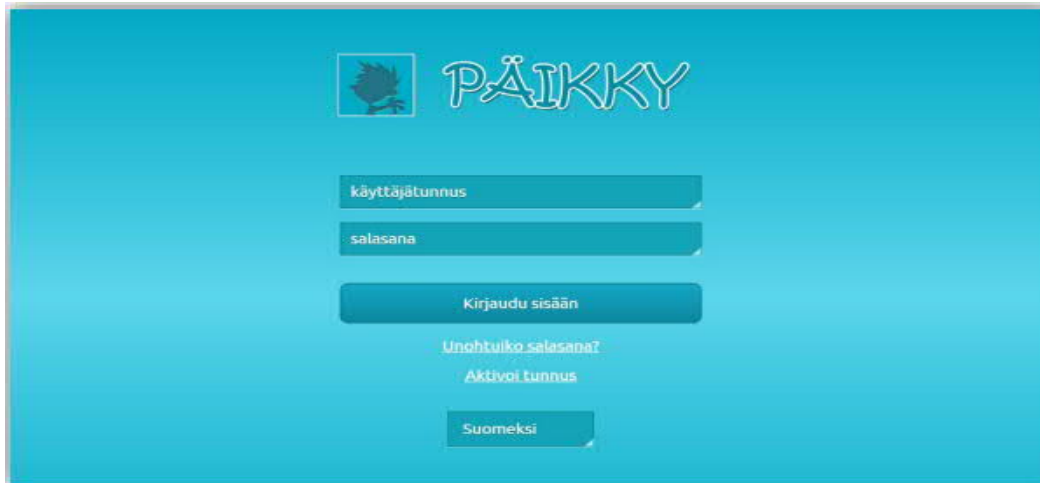 PÄIKKY
käyttäjätunnus
salasana
Kirjaudu sisään
Unohtuiko salasana?
Aktivoi tunnus
Suomeksi